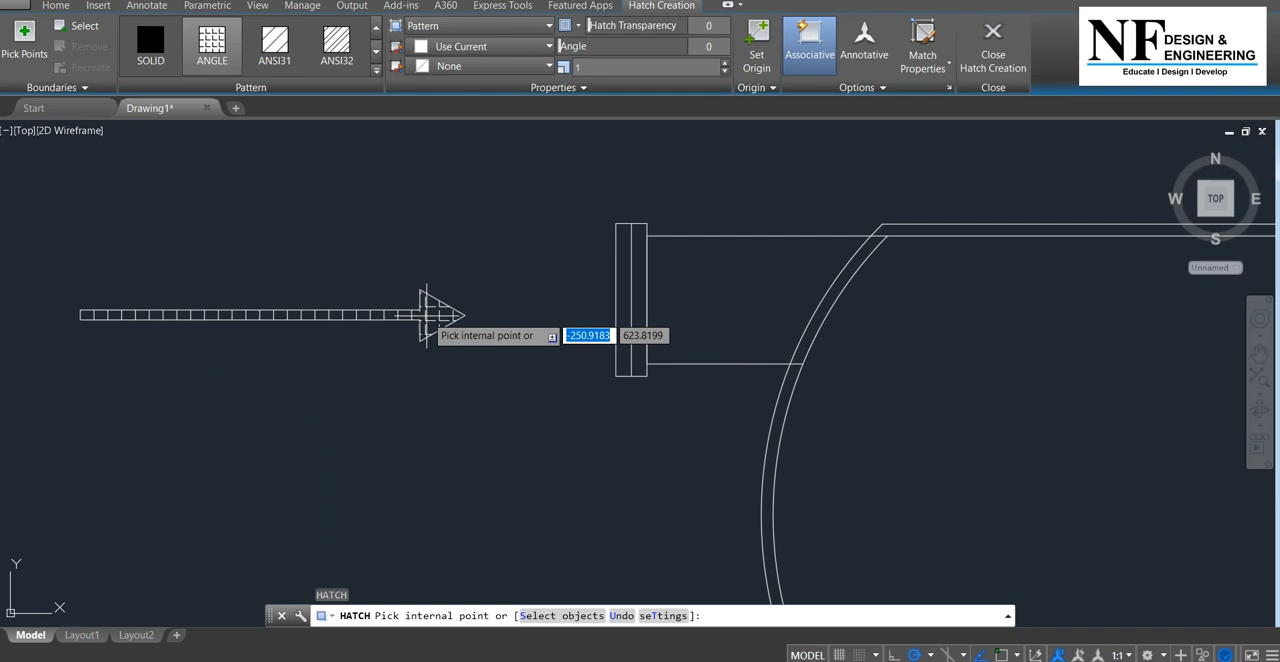 Home Insert Annotate Parametric View Manage Output Add-ins A360 Express Tools Featured Apps Hatch Creation
Pick Points
Select
Remove
Recreate
SOLID ANGLE ANSI31 ANSI32
Pattern
Use Current
None
Hatch Transparency 0
Angle 0
1
Set
Origin
Associative
Annotative
Match
Properties
Close
Hatch Creation
Boundaries Pattern Properties Origin Options Close
NF DESIGN &
ENGINEERING
Educate I Design I Develop
Start Drawing1* +
[−][Top][2D Wireframe]
N
W TOP E
S
Unnamed
Pick internal point or -250.9183 623.8199
Y
X
HATCH
HATCH Pick internal point or [Select objects Undo seTtings]:
Model Layout1 Layout2 +
MODEL 1:1